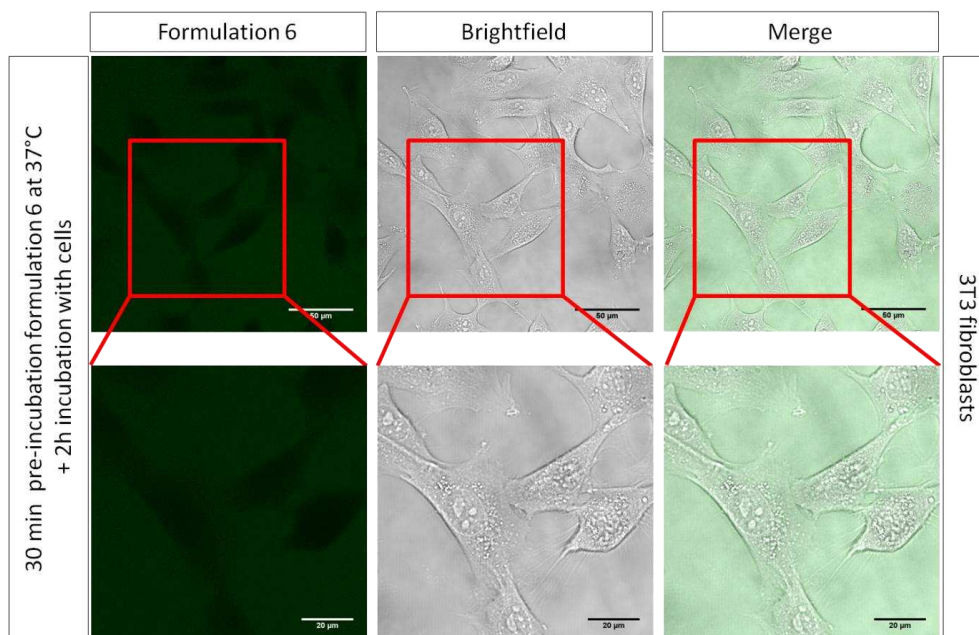 Formulation 6
Brightfield
Merge
30 min pre-incubation formulation 6 at 37°C
+ 2h incubation with cells
3T3 fibroblasts
50 µm
50 µm
50 µm
20 µm
20 µm
20 µm